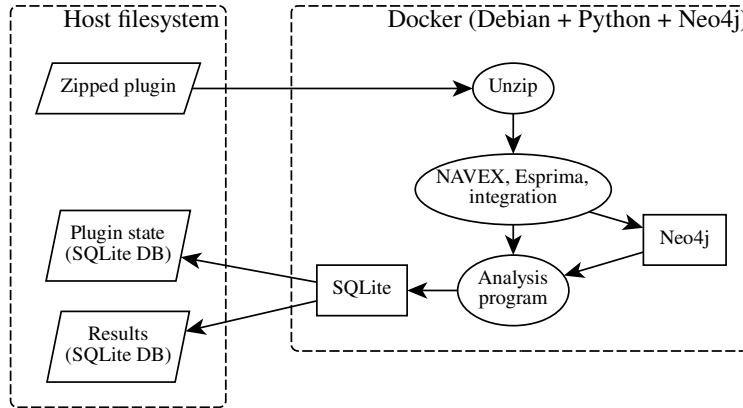 Host filesystem
Docker (Debian + Python + Neo4j)
Zipped plugin
Unzip
NAVEX, Esprima,
integration
Neo4j
Plugin state
(SQLite DB)
SQLite
Analysis
program
Results
(SQLite DB)